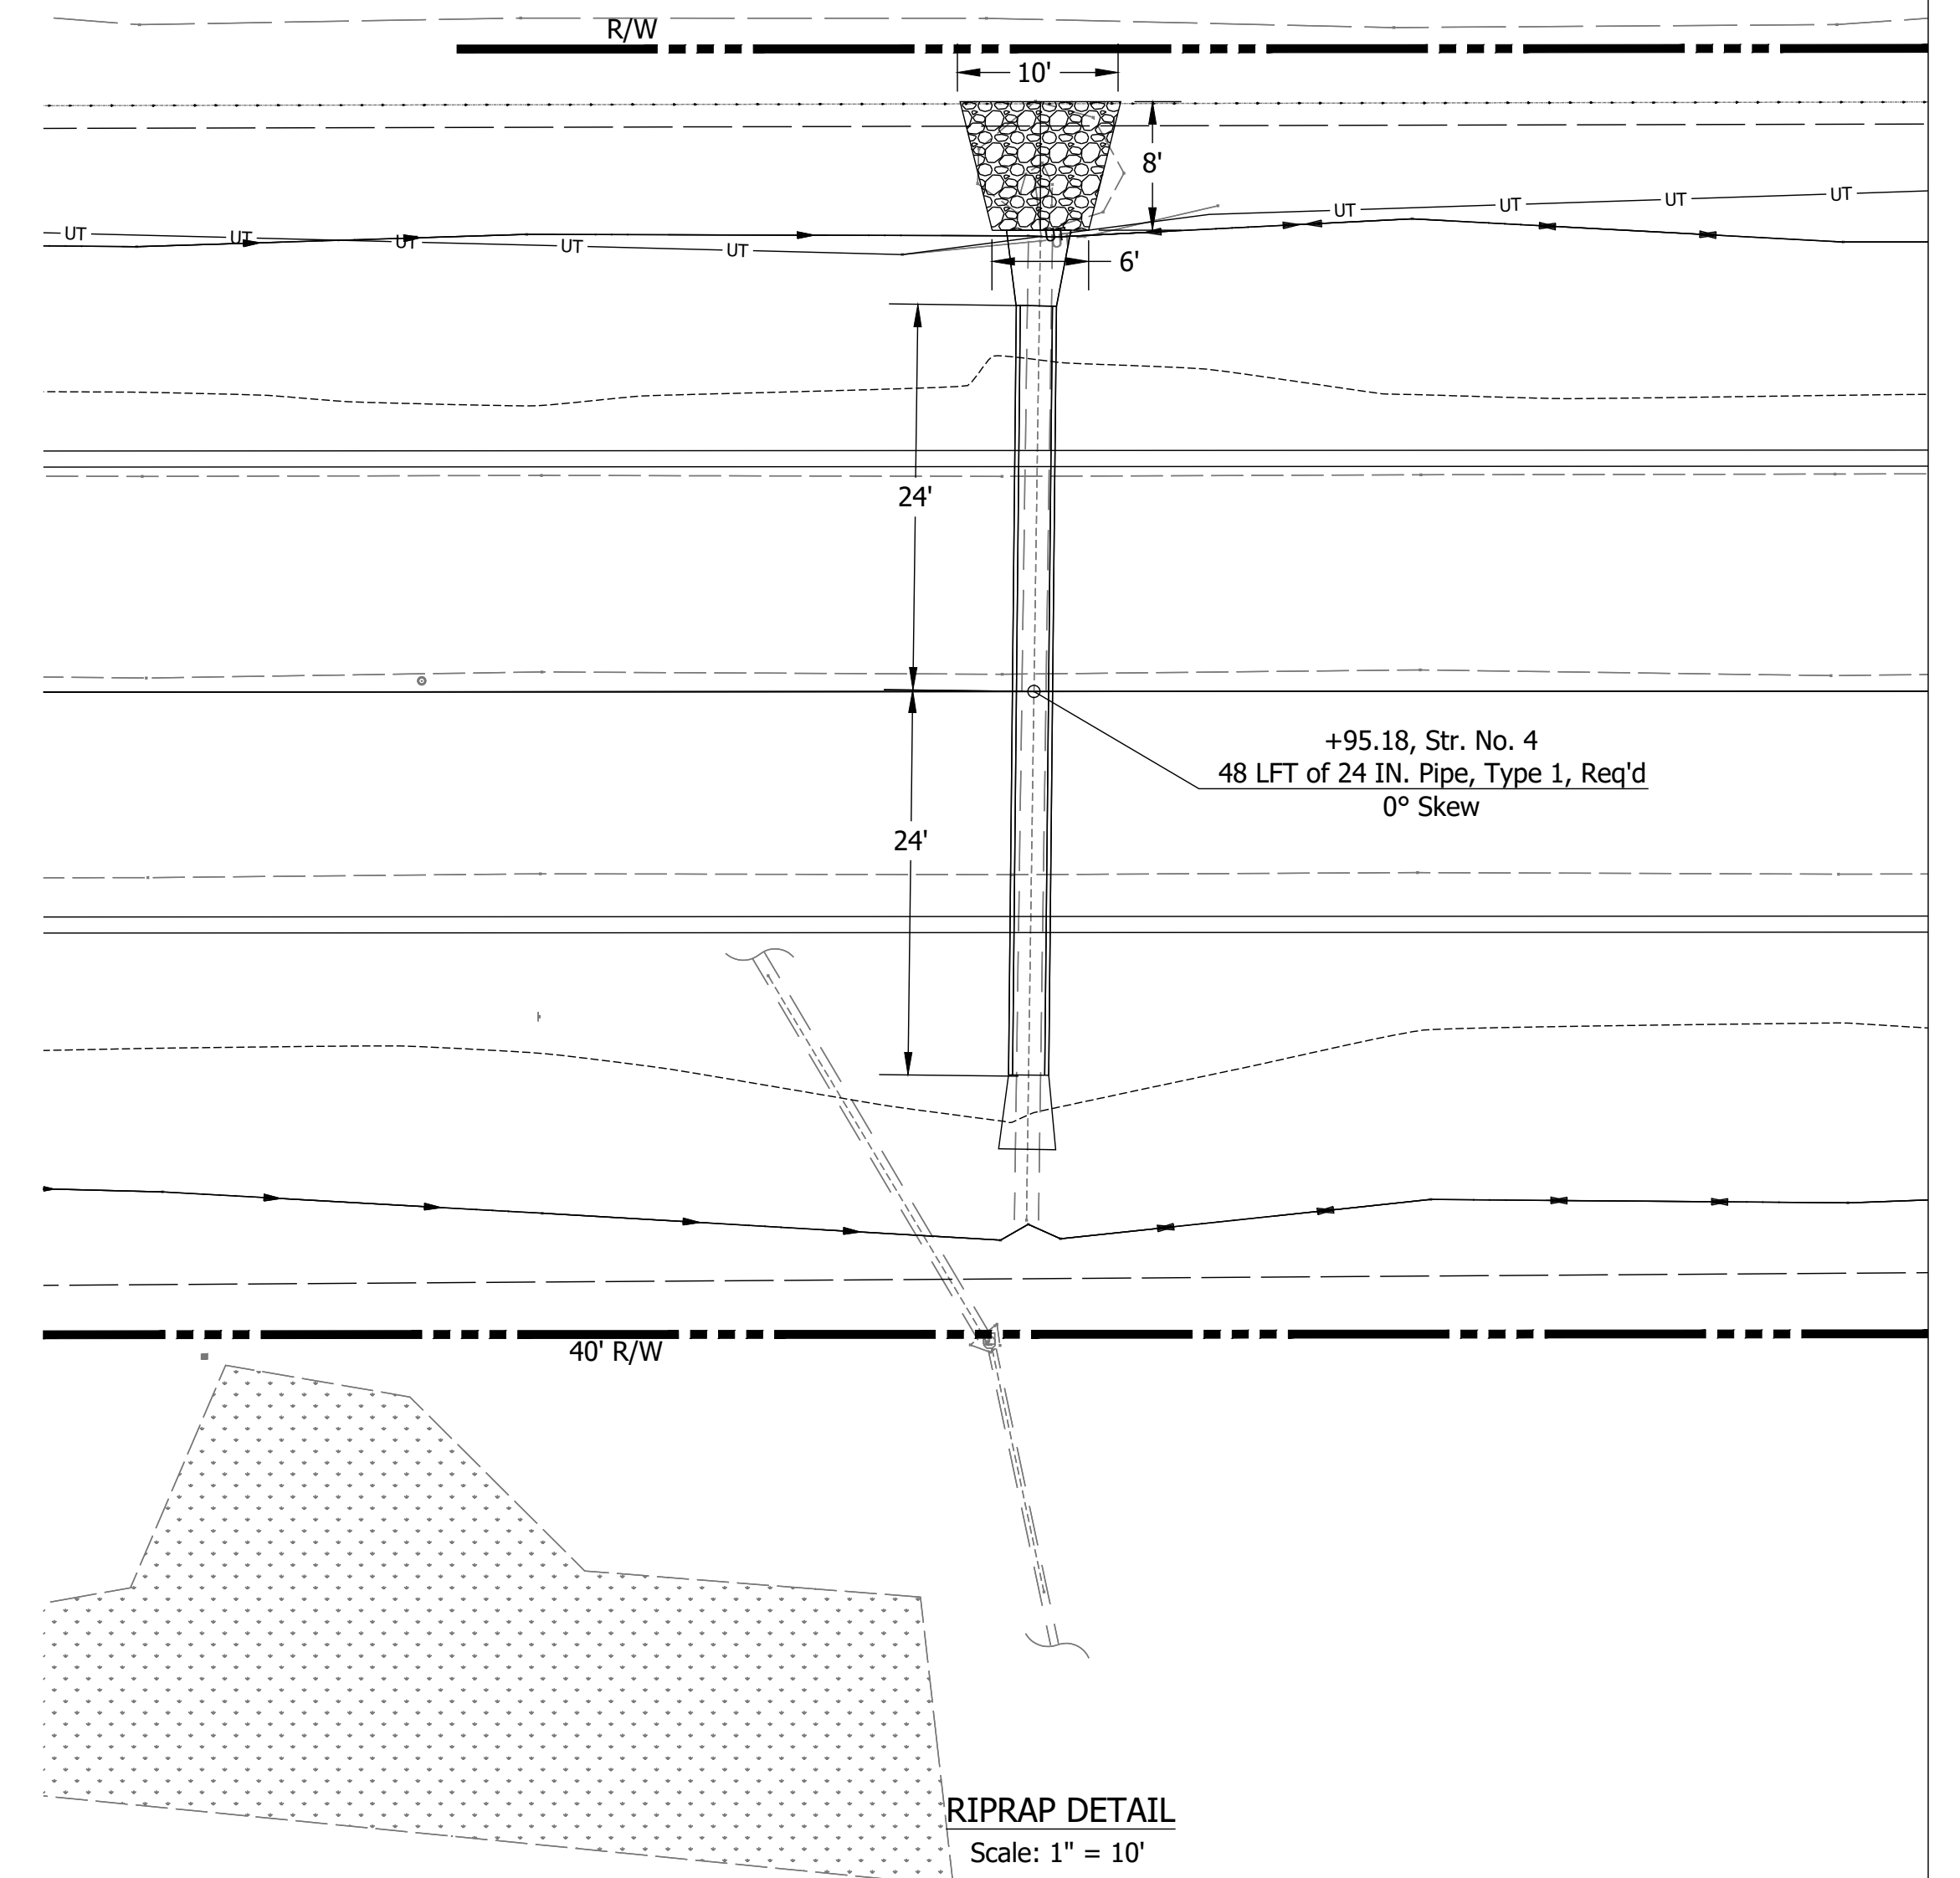 R/W
10'
8'
UT
UT
UT
UT
UT
UT
UT
UT
UT
UT
6'
24'
+95.18, Str. No. 4
48 LFT of 24 IN. Pipe, Type 1, Req'd
0° Skew
24'
40' R/W
RIPRAP DETAIL
Scale: 1" = 10'